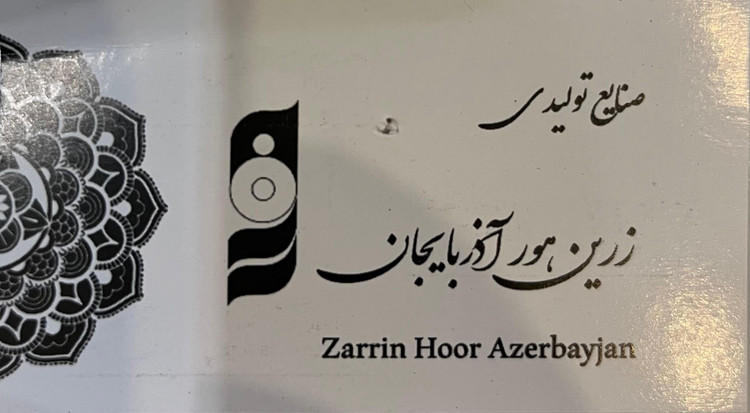 صنایع تولیدی
زرین هور آذربایجان
Zarrin Hoor Azerbayjan